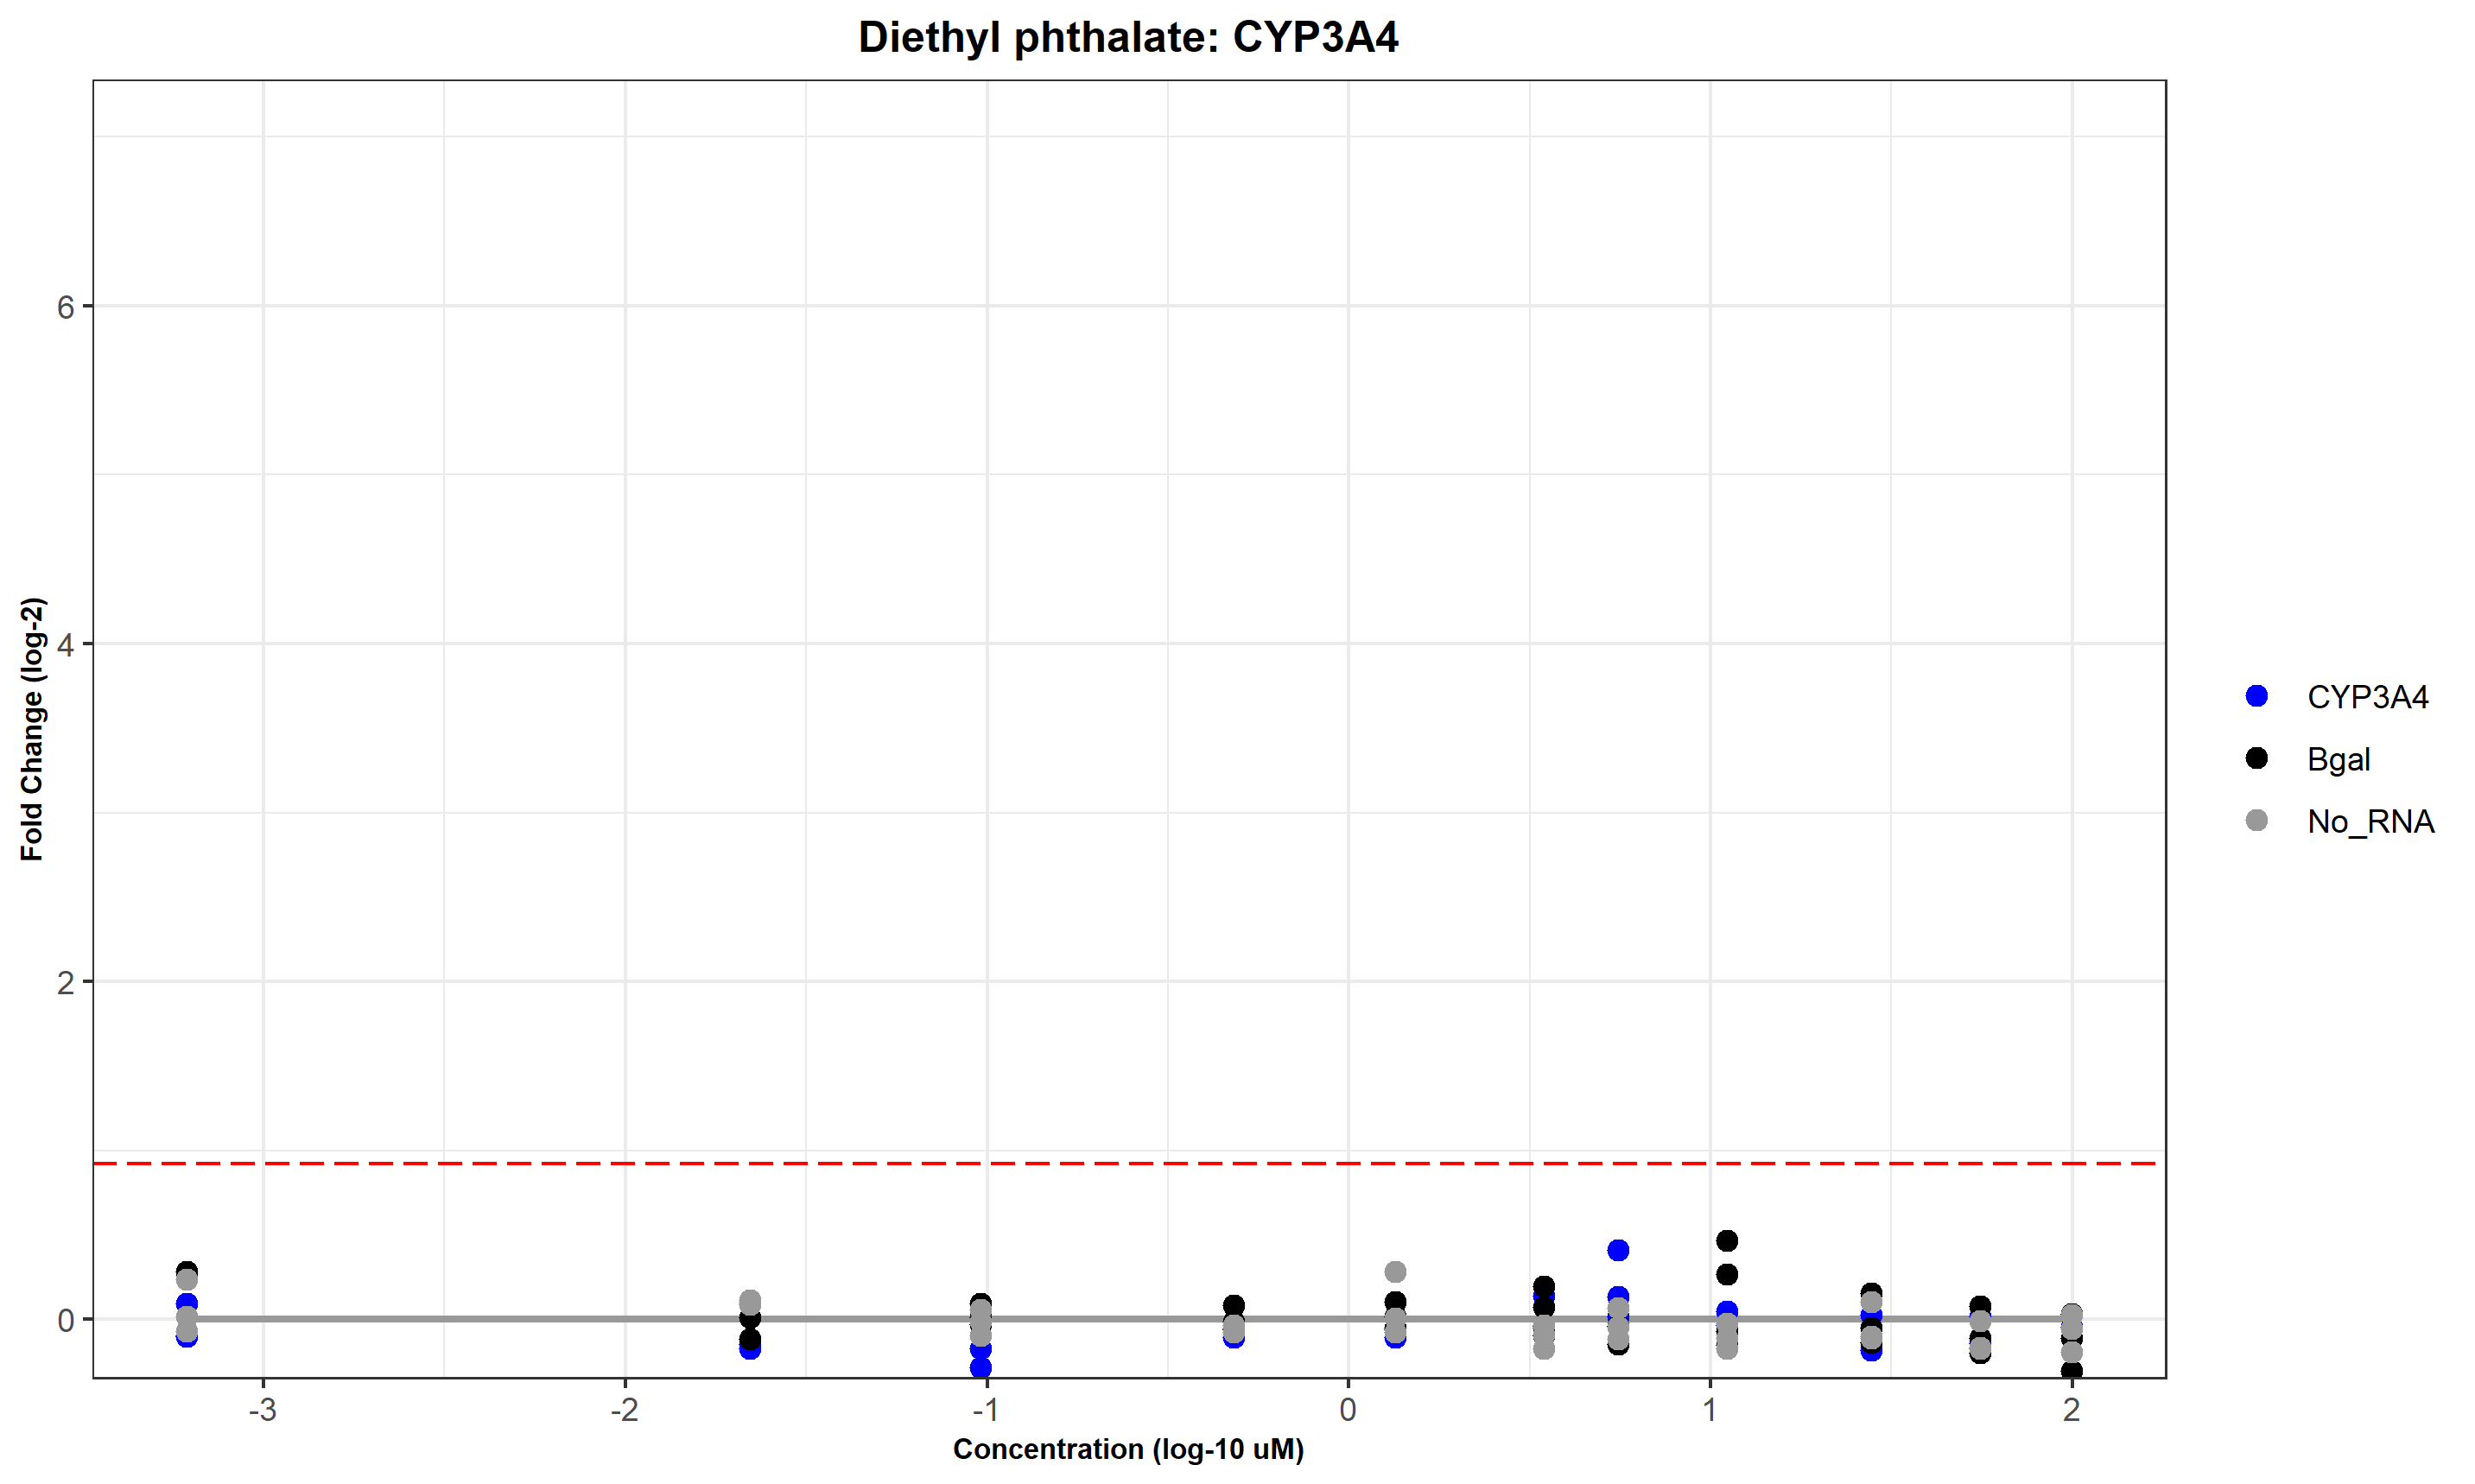 Diethyl phthalate: CYP3A4
Fold Change (log-2)
6
4
2
0
-3
-2
-1
0
1
2
Concentration (log-10 uM)
CYP3A4
Bgal
No_RNA